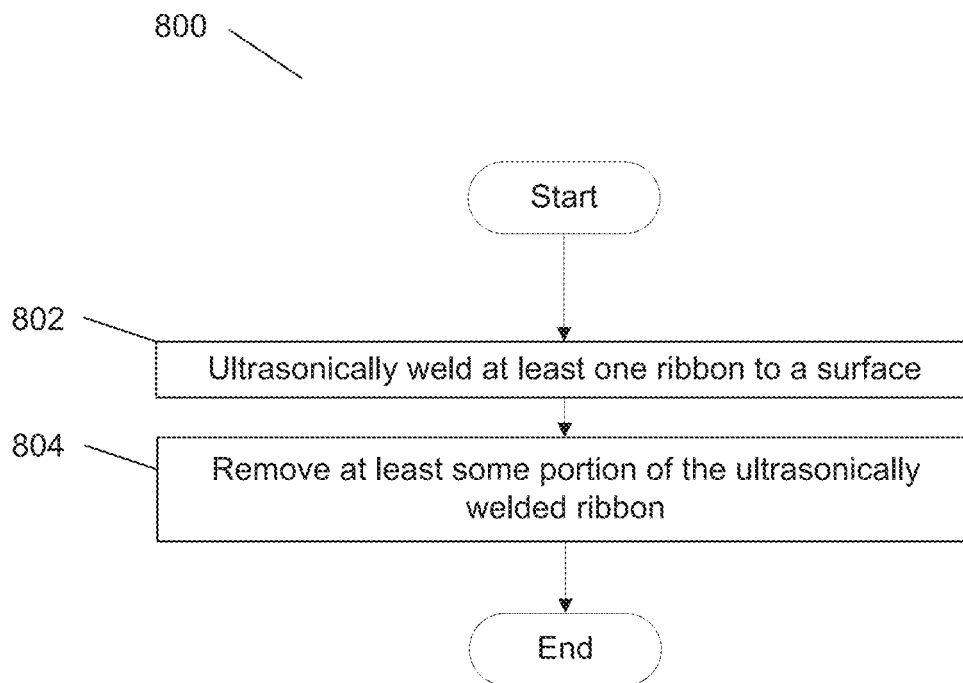 800
Start
802
Ultrasonically weld at least one ribbon to a surface
804
Remove at least some portion of the ultrasonically
welded ribbon
End